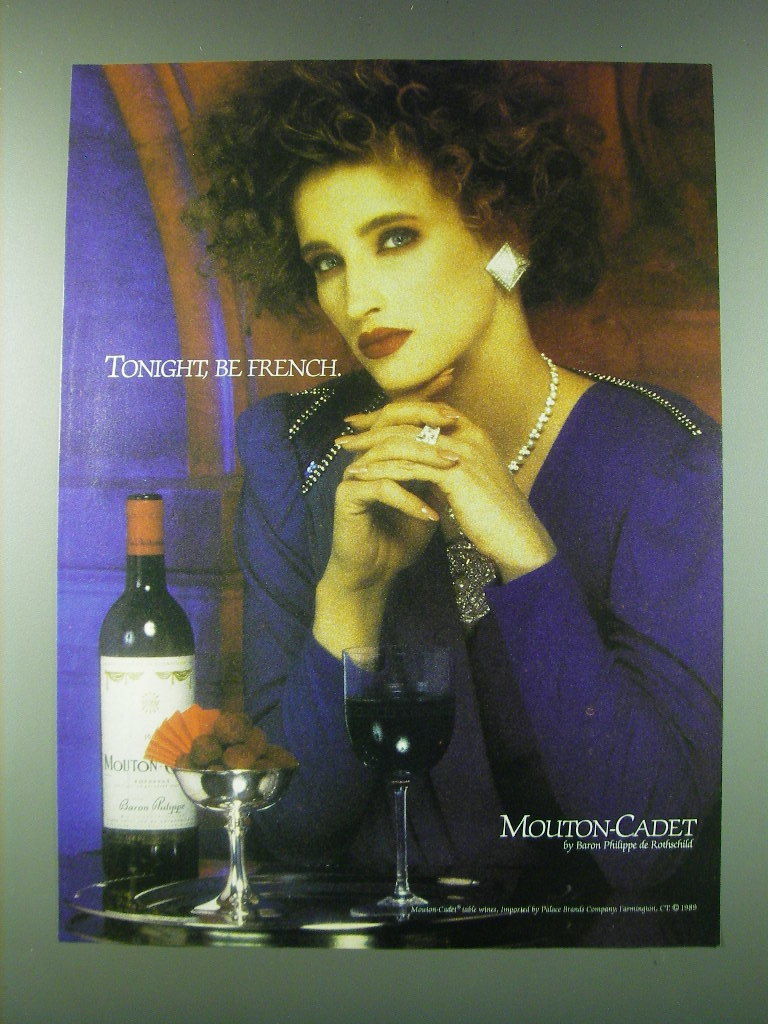 TONIGHT, BE FRENCH.
MOUTON
Baron Philippe
MOUTON-CADET
by Baron Philippe de Rothschild
Mouton-Cadet® table wines, Imported by Palace Brands Company, Farmington, CT. © 1989